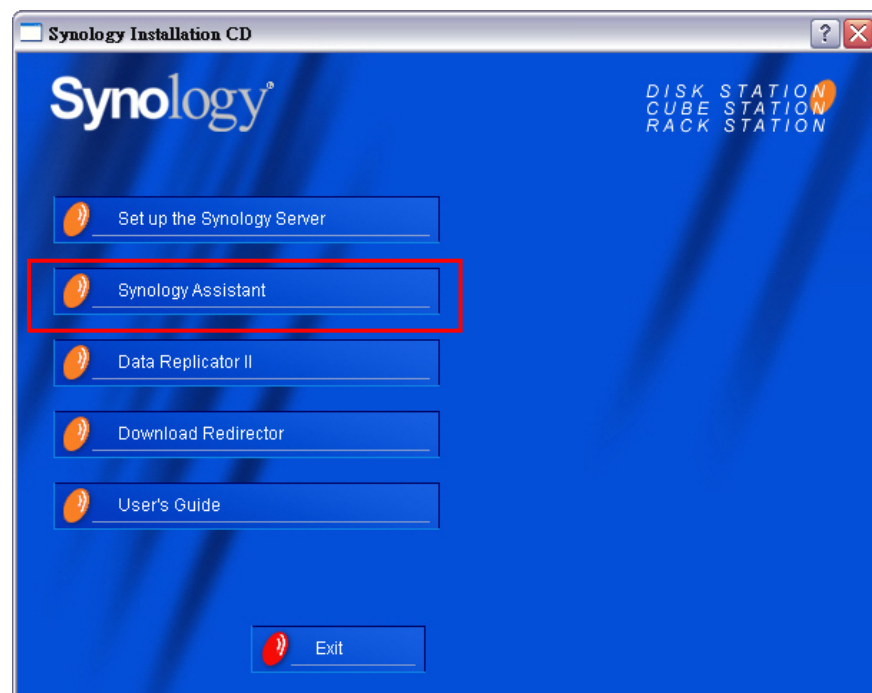 Synology Installation CD
Synology
DISK STATION
CUBE STATION
RACK STATION
Set up the Synology Server
Synology Assistant
Data Replicator II
Download Redirector
User's Guide
Exit